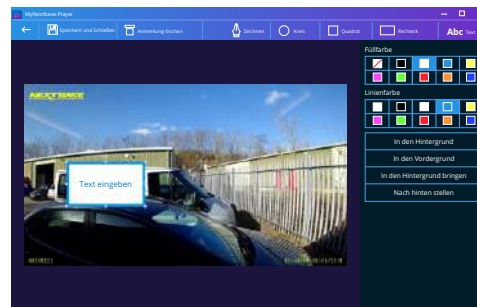 MyNextbase-Player
Speichern und Schließen
Anmerkung löschen
Zeichnen
Kreis
Quadrat
Rechteck
Abc Text
Füllfarbe
NEXTBASE
Linienfarbe
In den Hintergrund
In den Vordergrund
In den Hintergrund bringen
Nach hinten stellen
Text eingeben